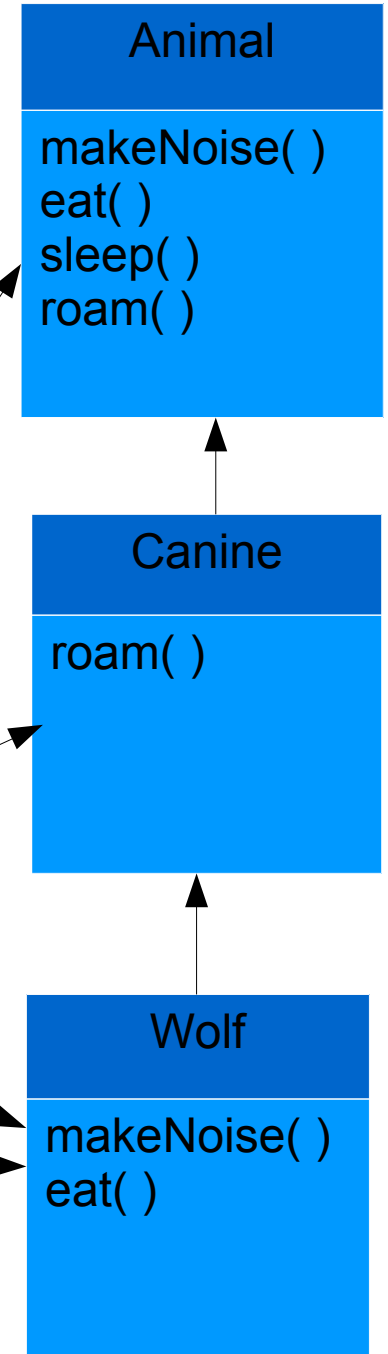 Animal
makeNoise( )
eat( )
sleep( )
roam( )
Canine
roam( )
Wolf
makeNoise( )
eat( )